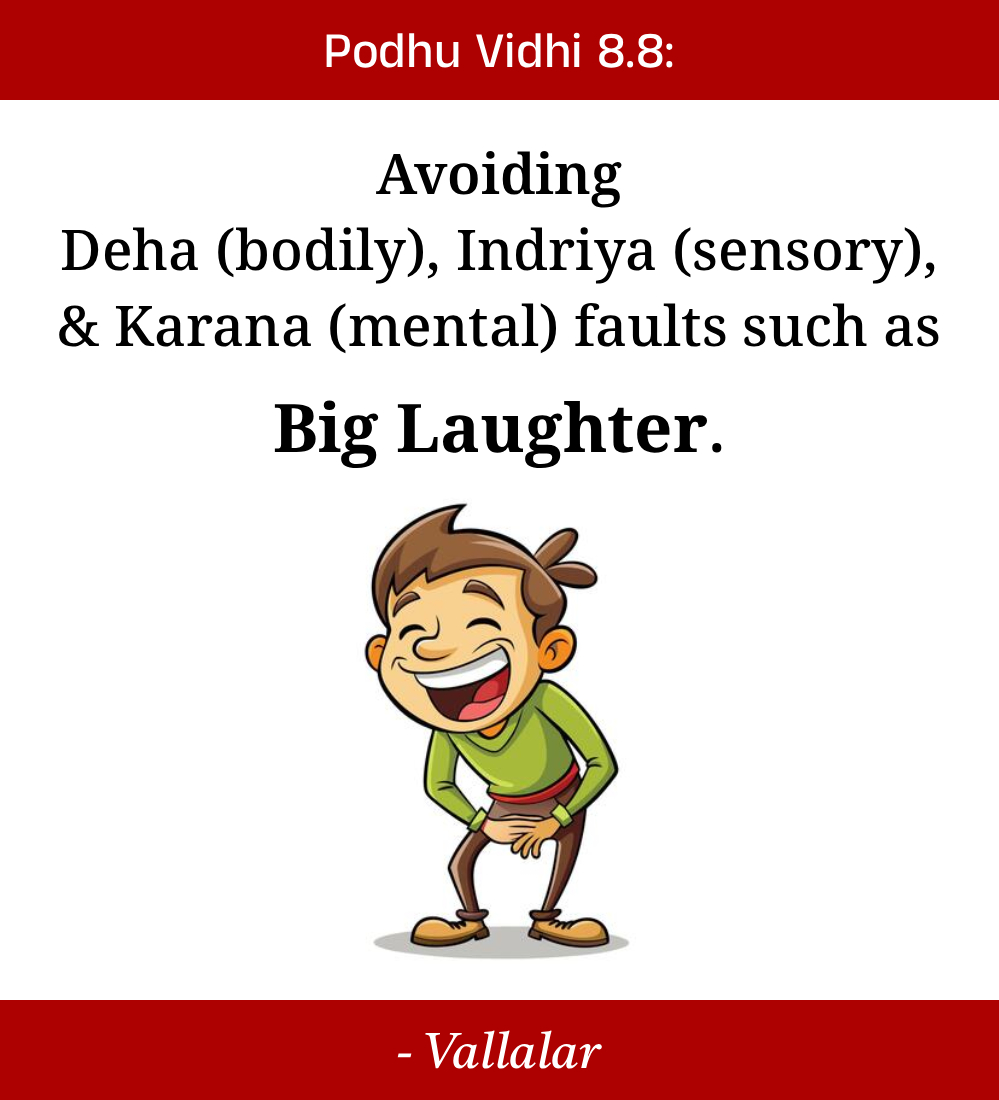 Podhu Vidhi 8.8:
Avoiding
Deha (bodily), Indriya (sensory),
& Karana (mental) faults such as
Big Laughter.
- Vallalar